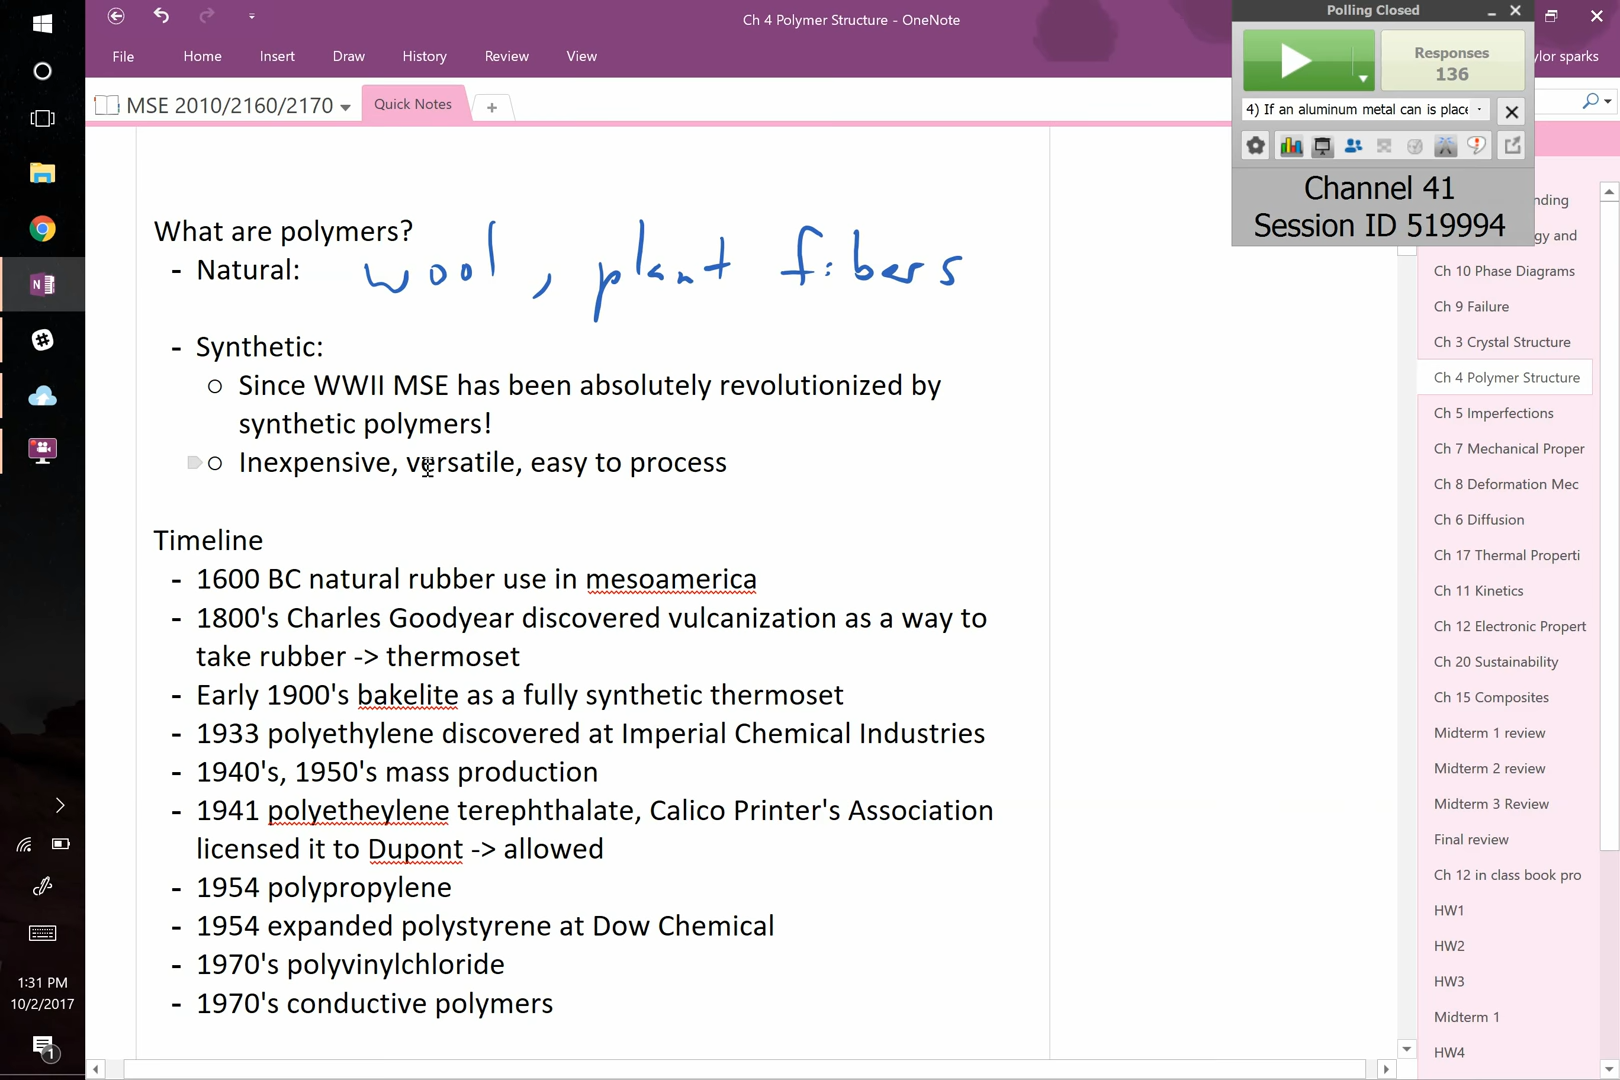 Ch 4 Polymer Structure - OneNote
Polling Closed
File Home Insert Draw History Review View
Responses
136
ylor sparks
MSE 2010/2160/2170
Quick Notes
4) If an aluminum metal can is place
Channel 41
Session ID 519994
What are polymers?
- Natural: wool, plant fibers
- Synthetic:
Since WWII MSE has been absolutely revolutionized by
synthetic polymers!
Inexpensive, versatile, easy to process
Timeline
- 1600 BC natural rubber use in mesoamerica
- 1800's Charles Goodyear discovered vulcanization as a way to
take rubber -> thermoset
- Early 1900's bakelite as a fully synthetic thermoset
- 1933 polyethylene discovered at Imperial Chemical Industries
- 1940's, 1950's mass production
- 1941 polyetheylene terephthalate, Calico Printer's Association
licensed it to Dupont -> allowed
- 1954 polypropylene
- 1954 expanded polystyrene at Dow Chemical
- 1970's polyvinylchloride
- 1970's conductive polymers
nding
gy and
Ch 10 Phase Diagrams
Ch 9 Failure
Ch 3 Crystal Structure
Ch 4 Polymer Structure
Ch 5 Imperfections
Ch 7 Mechanical Proper
Ch 8 Deformation Mec
Ch 6 Diffusion
Ch 17 Thermal Properti
Ch 11 Kinetics
Ch 12 Electronic Propert
Ch 20 Sustainability
Ch 15 Composites
Midterm 1 review
Midterm 2 review
Midterm 3 Review
Final review
Ch 12 in class book pro
HW1
HW2
HW3
Midterm 1
HW4
1:31 PM
10/2/2017
1